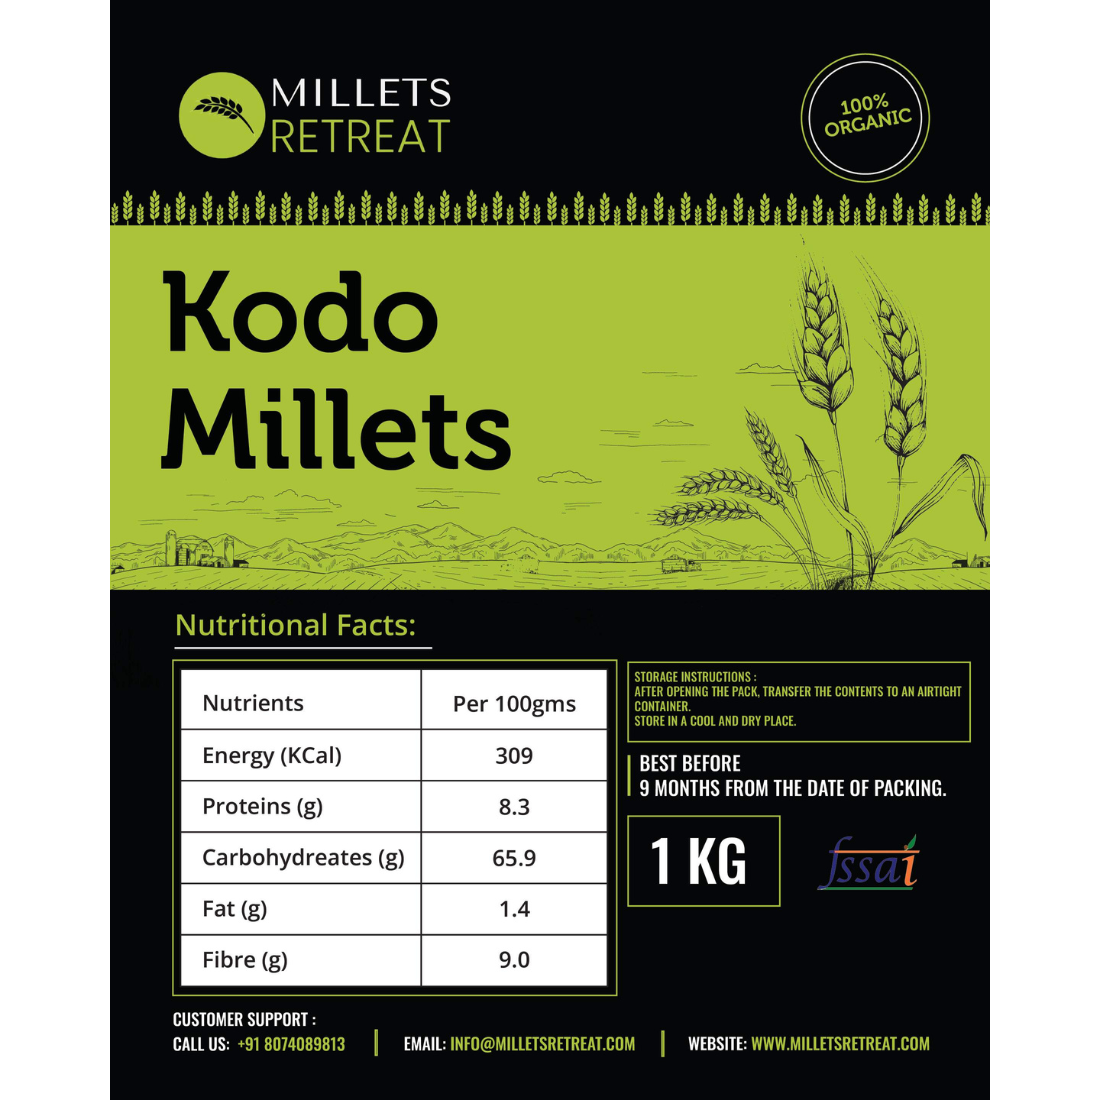 MILLETS
RETREAT
100%
ORGANIC
Kodo
Millets
Nutritional Facts:
Nutrients Per 100gms
Energy (KCal) 309
Proteins (g) 8.3
Carbohydreates (g) 65.9
Fat (g) 1.4
Fibre (g) 9.0
STORAGE INSTRUCTIONS :
AFTER OPENING THE PACK, TRANSFER THE CONTENTS TO AN AIRTIGHT
CONTAINER.
STORE IN A COOL AND DRY PLACE.
BEST BEFORE
9 MONTHS FROM THE DATE OF PACKING.
1 KG
fssai
CUSTOMER SUPPORT :
CALL US: +91 8074089813 EMAIL: INFO@MILLETSRETREAT.COM WEBSITE: WWW.MILLETSRETREAT.COM